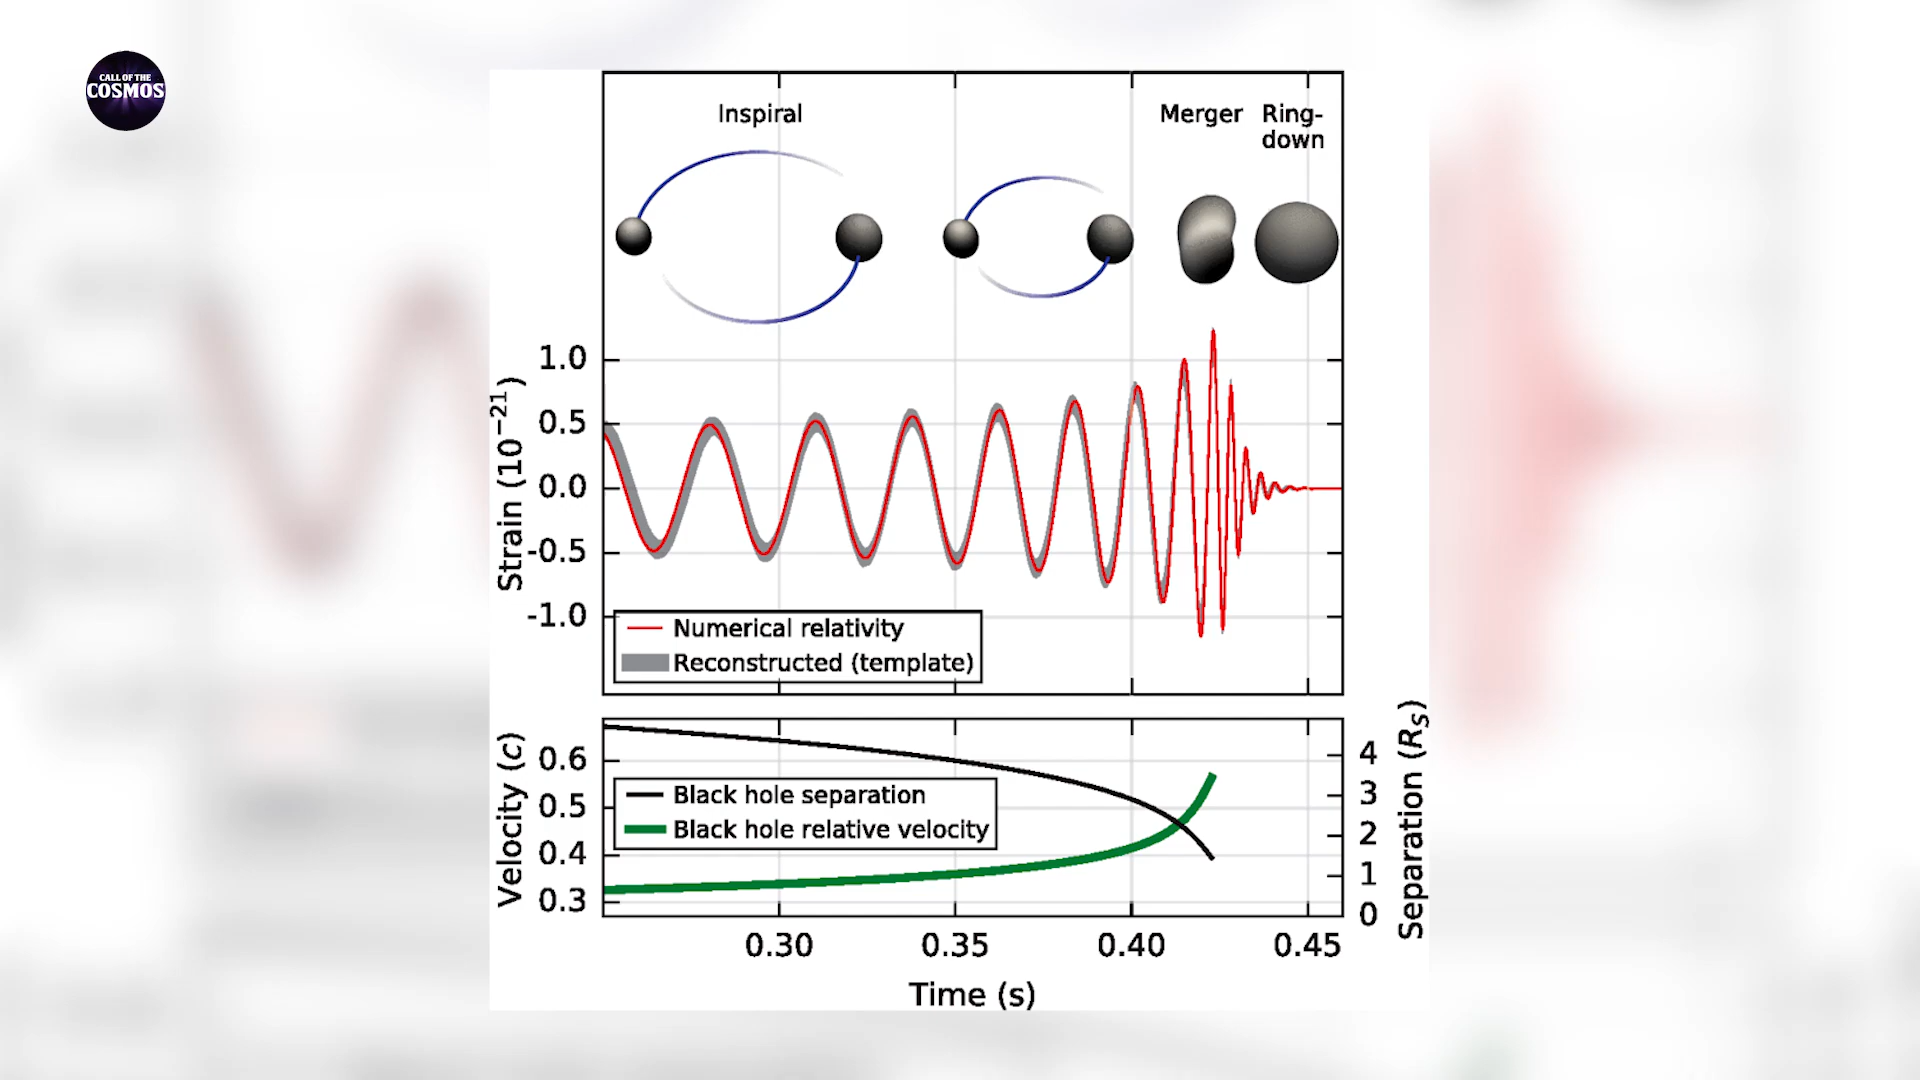 CALL OF THE
COSMOS
Inspiral
Merger
Ring-
down
Strain (10⁻²¹)
1.0
0.5
0.0
-0.5
-1.0
Numerical relativity
Reconstructed (template)
Velocity (c)
0.6
0.5
0.4
0.3
Black hole separation
Black hole relative velocity
4
3
2
1
0
Separation (R_S)
0.30 0.35 0.40 0.45
Time (s)